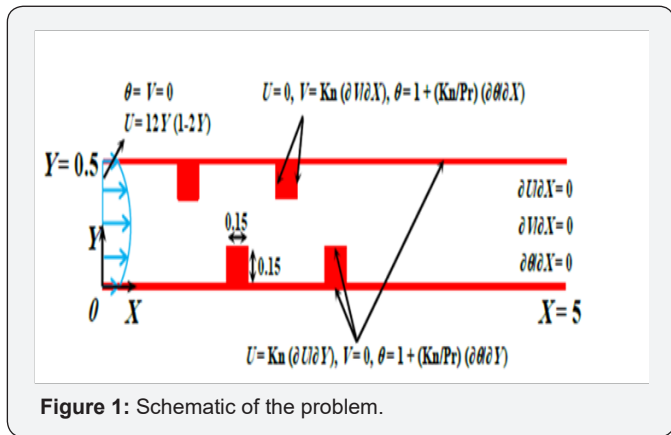 θ = V = 0
U = 12Y (1-2Y)
U = 0, V = Kn (∂V/∂X), θ = 1 + (Kn/Pr) (∂θ/∂X)
Y = 0.5
∂U/∂X = 0
∂V/∂X = 0
∂θ/∂X = 0
0.15
Y
0.15
0
X
X = 5
U = Kn (∂U/∂Y), V = 0, θ = 1 + (Kn/Pr) (∂θ/∂Y)
Figure 1: Schematic of the problem.